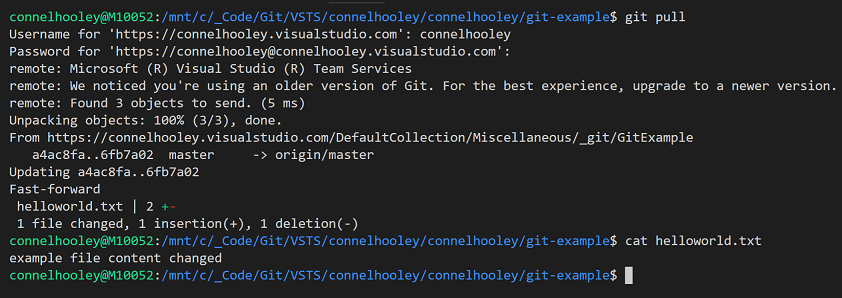 connelhooley@M10052:/mnt/c/_Code/Git/VSTS/connelhooley/connelhooley/git-example$ git pull
Username for 'https://connelhooley.visualstudio.com': connelhooley
Password for 'https://connelhooley@connelhooley.visualstudio.com':
remote: Microsoft (R) Visual Studio (R) Team Services
remote: We noticed you're using an older version of Git. For the best experience, upgrade to a newer version.
remote: Found 3 objects to send. (5 ms)
Unpacking objects: 100% (3/3), done.
From https://connelhooley.visualstudio.com/DefaultCollection/Miscellaneous/_git/GitExample
   a4ac8fa..6fb7a02  master     -> origin/master
Updating a4ac8fa..6fb7a02
Fast-forward
 helloworld.txt | 2 +-
 1 file changed, 1 insertion(+), 1 deletion(-)
connelhooley@M10052:/mnt/c/_Code/Git/VSTS/connelhooley/connelhooley/git-example$ cat helloworld.txt
example file content changed
connelhooley@M10052:/mnt/c/_Code/Git/VSTS/connelhooley/connelhooley/git-example$